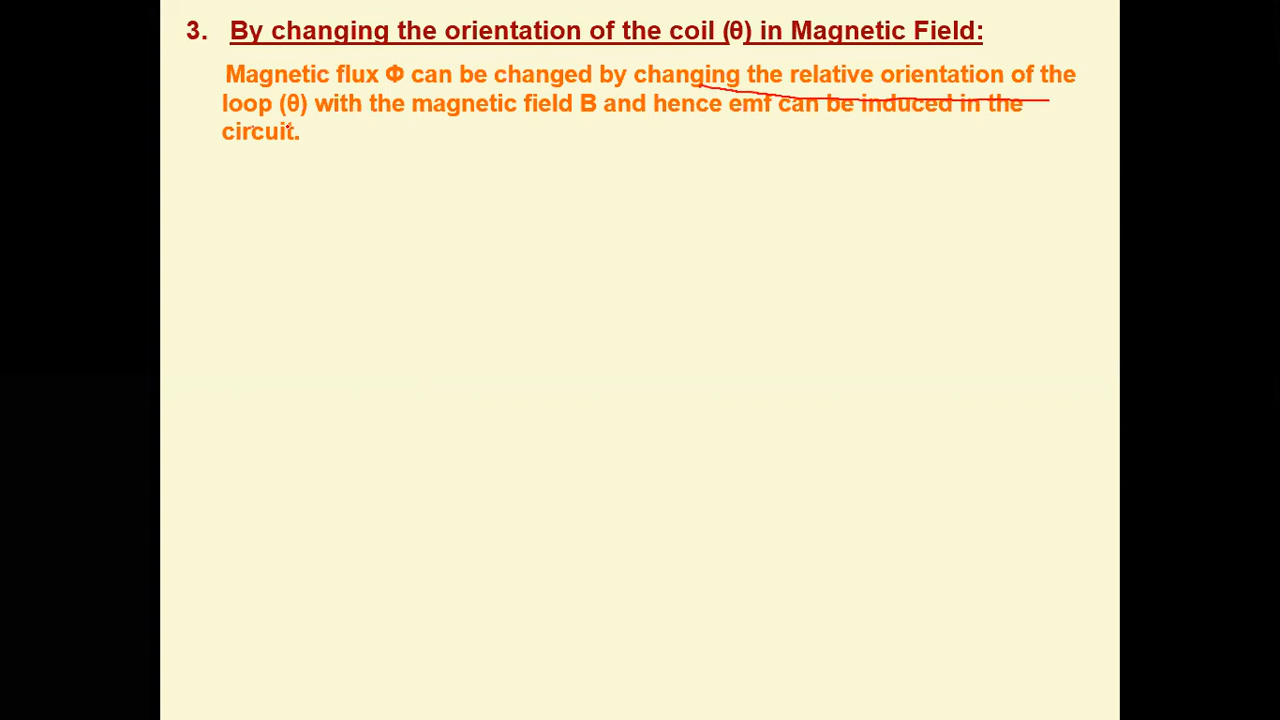 3. By changing the orientation of the coil (θ) in Magnetic Field:
Magnetic flux Φ can be changed by changing the relative orientation of the
loop (θ) with the magnetic field B and hence emf can be induced in the
circuit.